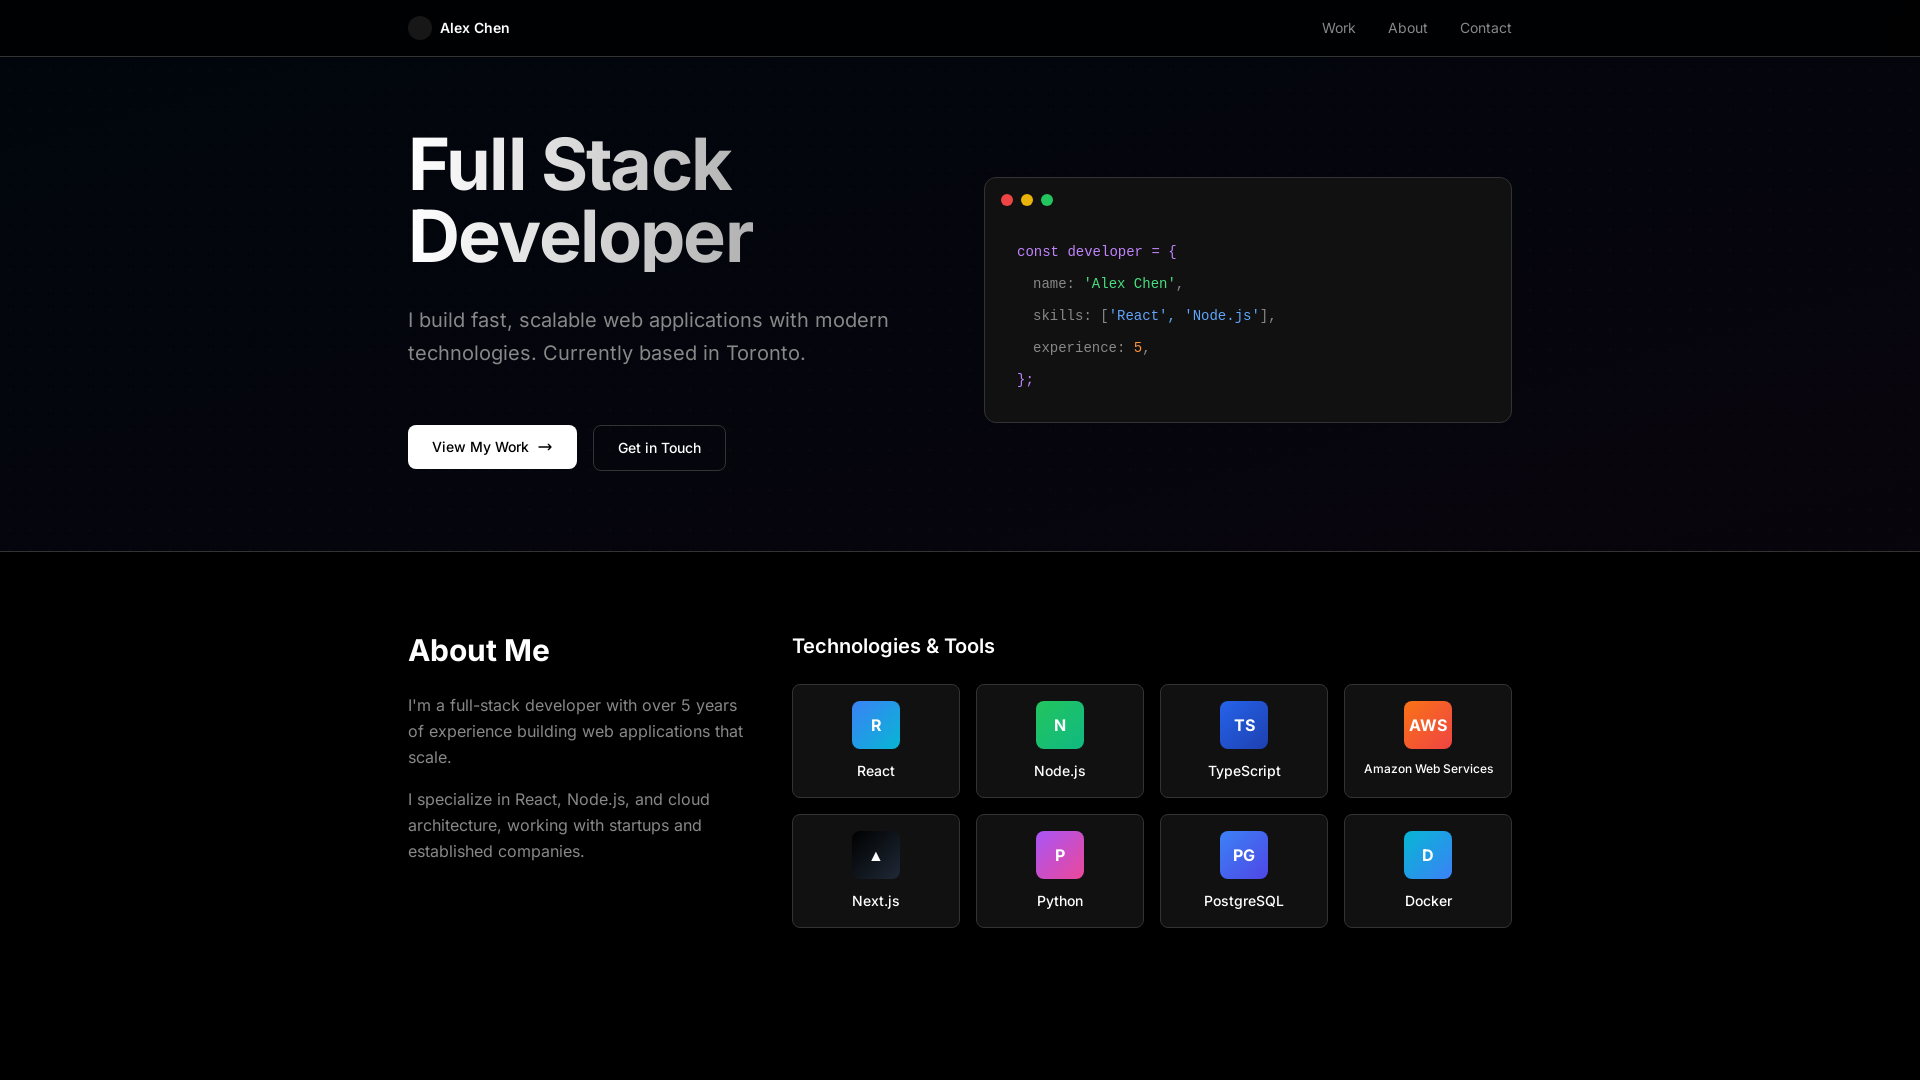 Alex Chen
Work
About
Contact
Full Stack
Developer
I build fast, scalable web applications with modern
technologies. Currently based in Toronto.
View My Work →
Get in Touch
const developer = {
name: 'Alex Chen',
skills: ['React', 'Node.js'],
experience: 5,
};
About Me
I'm a full-stack developer with over 5 years
of experience building web applications that
scale.
I specialize in React, Node.js, and cloud
architecture, working with startups and
established companies.
Technologies & Tools
R
React
N
Node.js
TS
TypeScript
AWS
Amazon Web Services
▲
Next.js
P
Python
PG
PostgreSQL
D
Docker